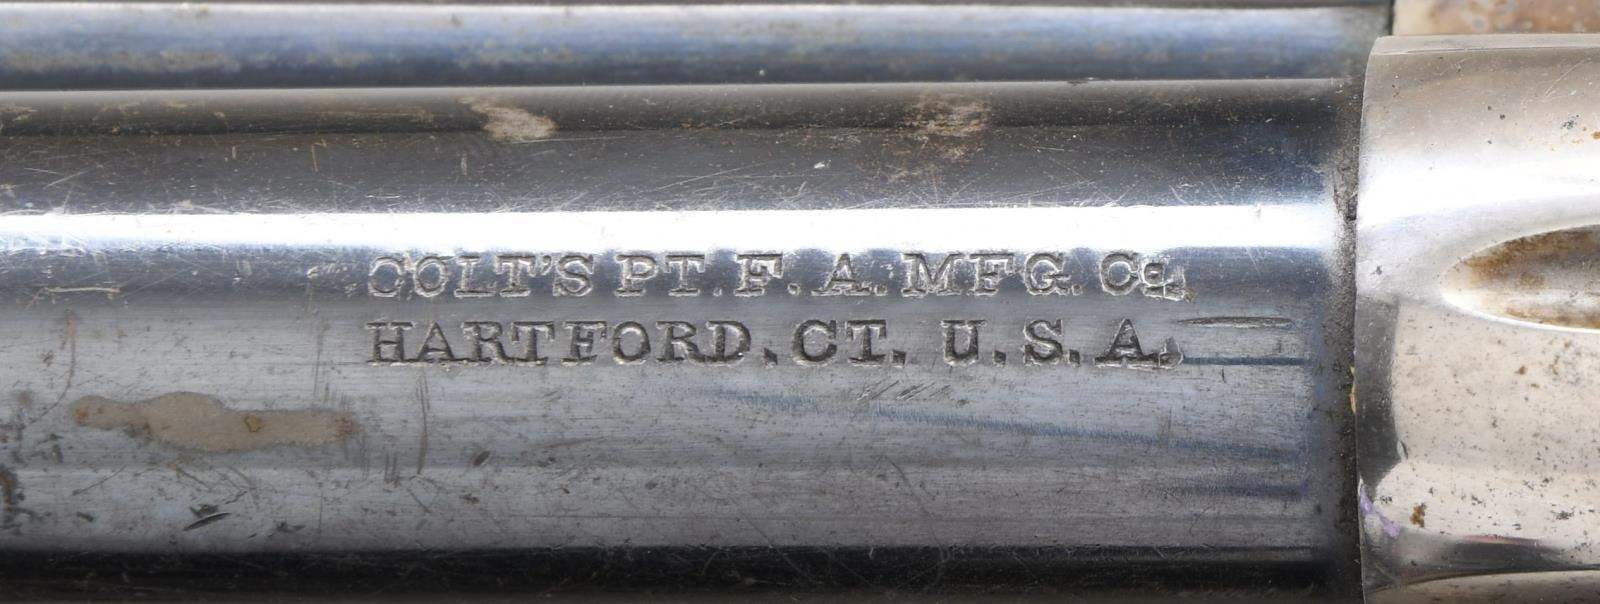 COLT'S PT. F. A. MFG. Co.
HARTFORD, CT. U. S. A.